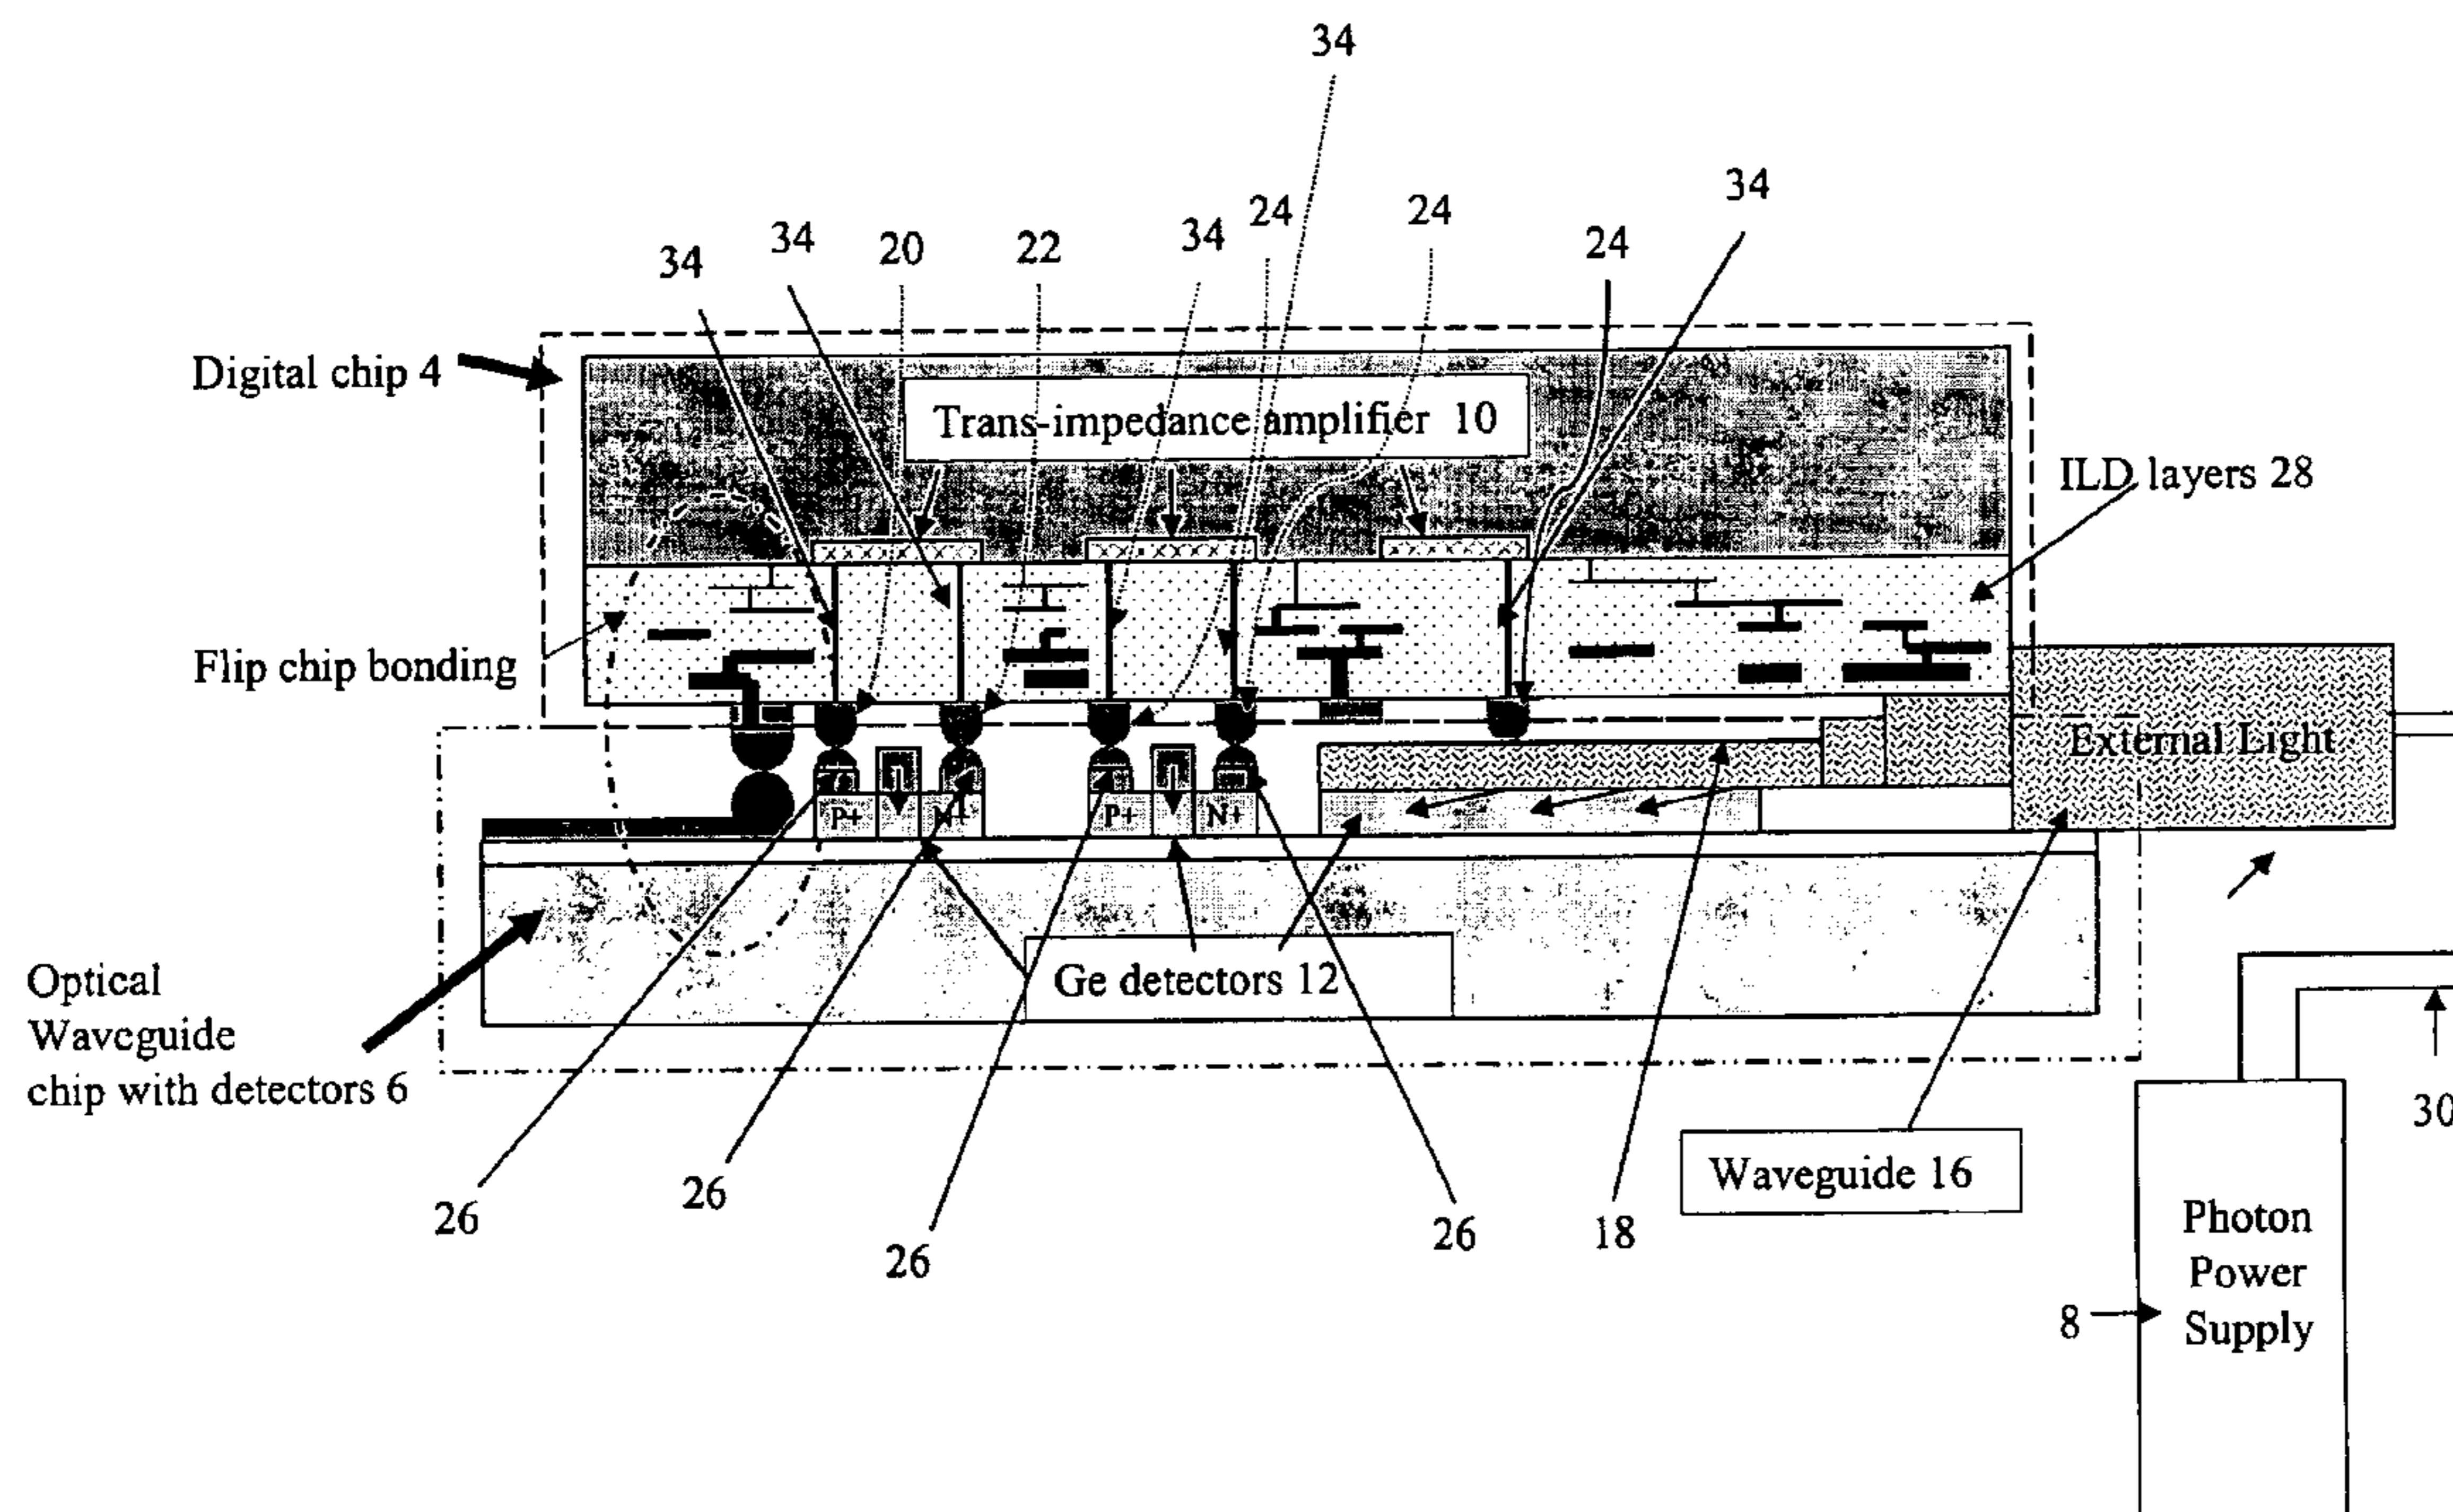 34
34
34
20
22
34
24
24
24
34
Digital chip 4
Trans-impedance amplifier 10
ILD layers 28
Flip chip bonding
External Light
P+
N+
P+
N+
Optical
Waveguide
chip with detectors 6
Ge detectors 12
26
26
26
26
18
Waveguide 16
30
Photon
Power
Supply
8